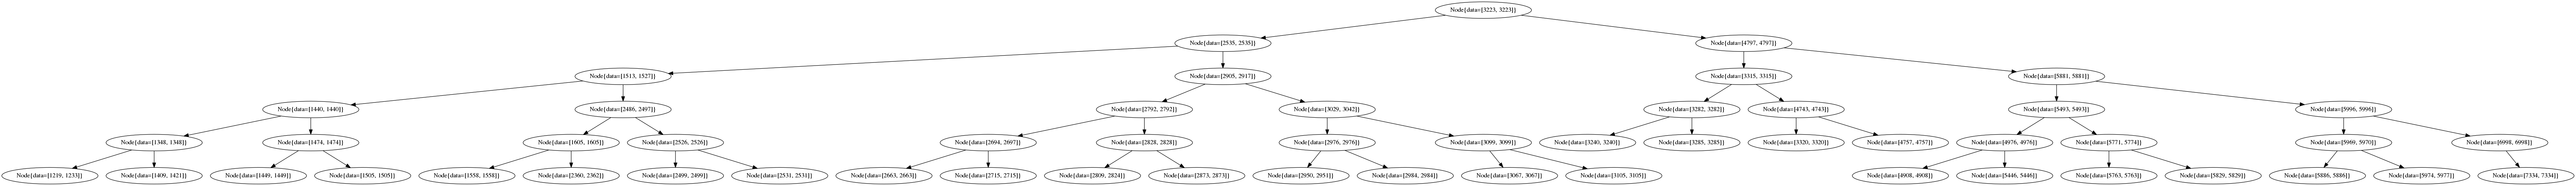 Node{data=[3223, 3223]}
Node{data=[2535, 2535]}
Node{data=[4797, 4797]}
Node{data=[1513, 1527]}
Node{data=[2905, 2917]}
Node{data=[3315, 3315]}
Node{data=[5881, 5881]}
Node{data=[1440, 1440]}
Node{data=[2486, 2497]}
Node{data=[2792, 2792]}
Node{data=[3029, 3042]}
Node{data=[3282, 3282]}
Node{data=[4743, 4743]}
Node{data=[5493, 5493]}
Node{data=[5996, 5996]}
Node{data=[1348, 1348]}
Node{data=[1474, 1474]}
Node{data=[1605, 1605]}
Node{data=[2526, 2526]}
Node{data=[2694, 2697]}
Node{data=[2828, 2828]}
Node{data=[2976, 2976]}
Node{data=[3099, 3099]}
Node{data=[3240, 3240]}
Node{data=[3285, 3285]}
Node{data=[3320, 3320]}
Node{data=[4757, 4757]}
Node{data=[4976, 4976]}
Node{data=[5771, 5774]}
Node{data=[5969, 5970]}
Node{data=[6998, 6998]}
Node{data=[1219, 1233]}
Node{data=[1409, 1421]}
Node{data=[1449, 1449]}
Node{data=[1505, 1505]}
Node{data=[1558, 1558]}
Node{data=[2360, 2362]}
Node{data=[2499, 2499]}
Node{data=[2531, 2531]}
Node{data=[2663, 2663]}
Node{data=[2715, 2715]}
Node{data=[2809, 2824]}
Node{data=[2873, 2873]}
Node{data=[2950, 2951]}
Node{data=[2984, 2984]}
Node{data=[3067, 3067]}
Node{data=[3105, 3105]}
Node{data=[4908, 4908]}
Node{data=[5446, 5446]}
Node{data=[5763, 5763]}
Node{data=[5829, 5829]}
Node{data=[5886, 5886]}
Node{data=[5974, 5977]}
Node{data=[7334, 7334]}